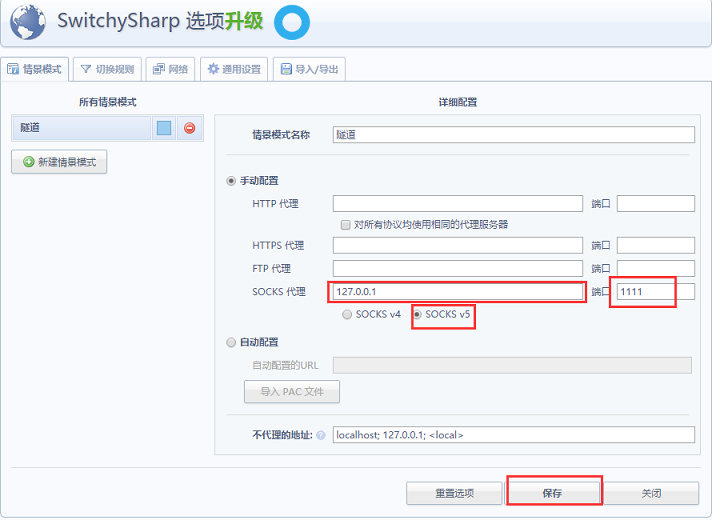 SwitchySharp 选项升级
情景模式 切换规则 网络 通用设置 导入/导出
所有情景模式
隧道
新建情景模式
详细配置
情景模式名称 隧道
手动配置
HTTP 代理 端口
对所有协议均使用相同的代理服务器
HTTPS 代理 端口
FTP 代理 端口
SOCKS 代理 127.0.0.1 端口 1111
SOCKS v4 SOCKS v5
自动配置
自动配置的URL
导入 PAC 文件
不代理的地址: localhost; 127.0.0.1; <local>
重置选项 保存 关闭